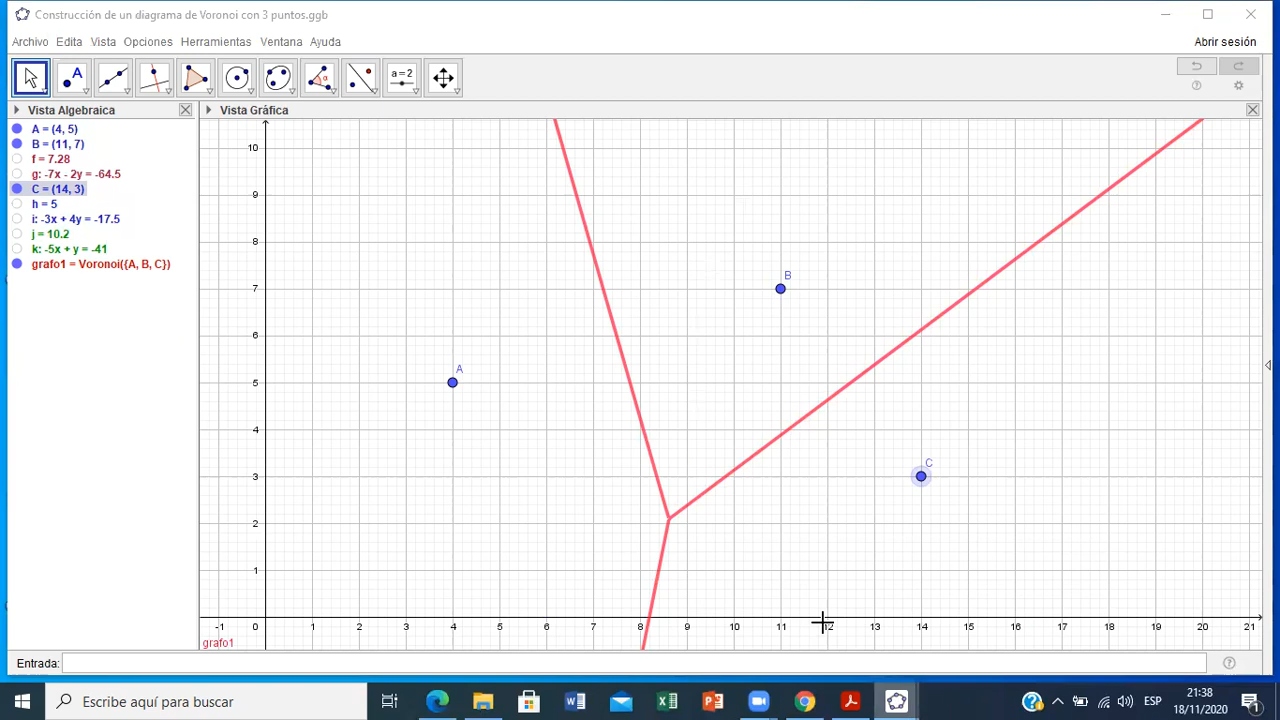 Construcción de un diagrama de Voronoi con 3 puntos.ggb
Archivo Edita Vista Opciones Herramientas Ventana Ayuda Abrir sesión
A α a=2
Vista Algebraica
Vista Gráfica
A = (4, 5)
B = (11, 7)
f = 7.28
g: -7x - 2y = -64.5
C = (14, 3)
h = 5
i: -3x + 4y = -17.5
j = 10.2
k: -5x + y = -41
grafo1 = Voronoi({A, B, C})
10
9
8
7
6
5
4
3
2
1
B
A
C
-1 0 1 2 3 4 5 6 7 8 9 10 11 12 13 14 15 16 17 18 19 20 21
grafo1
Entrada:
Escribe aquí para buscar
ESP
21:38
18/11/2020
1